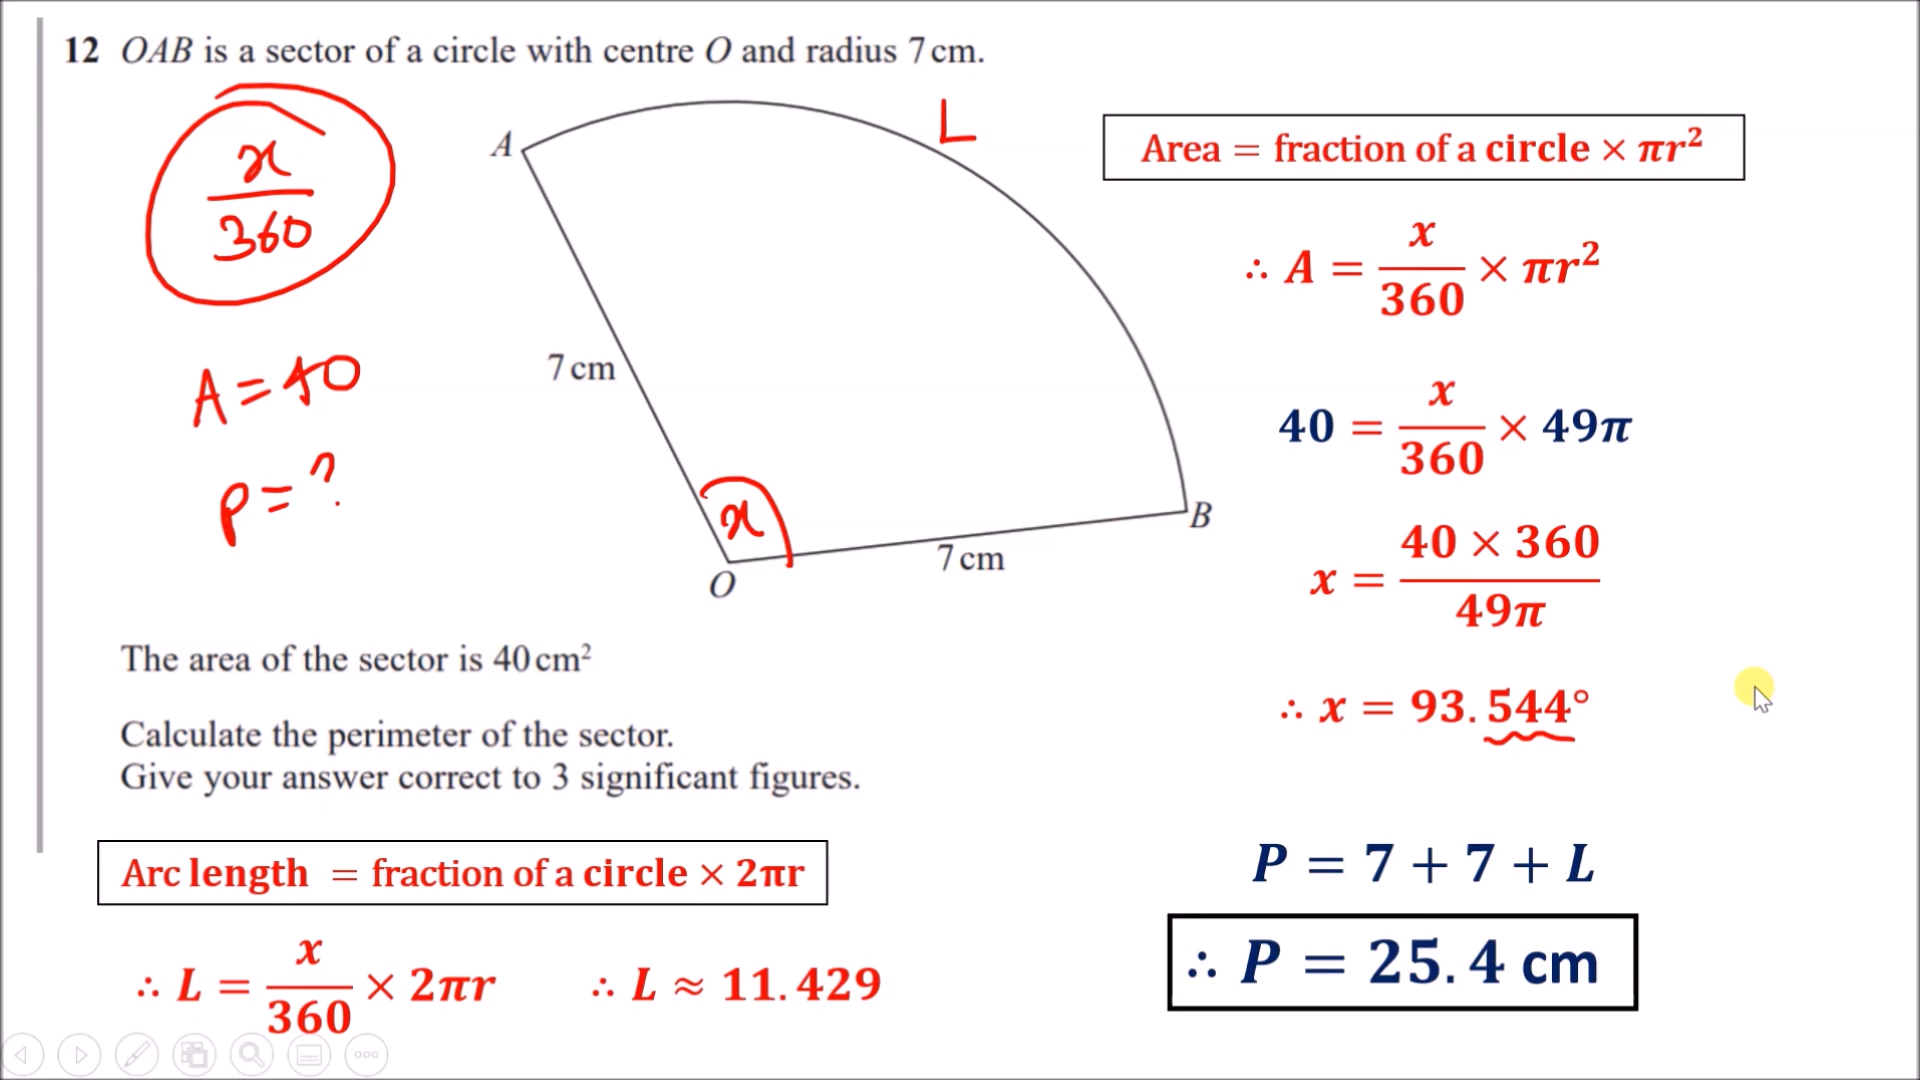 12 OAB is a sector of a circle with centre O and radius 7 cm.
x/360
A = 40
P = ?
A
L
7 cm
x
O
7 cm
B
The area of the sector is 40 cm²
Calculate the perimeter of the sector.
Give your answer correct to 3 significant figures.
Arc length = fraction of a circle × 2πr
∴ L = x/360 × 2πr
∴ L ≈ 11.429
Area = fraction of a circle × πr²
∴ A = x/360 × πr²
40 = x/360 × 49π
x = 40 × 360/49π
∴ x = 93.544°
P = 7 + 7 + L
∴ P = 25.4 cm